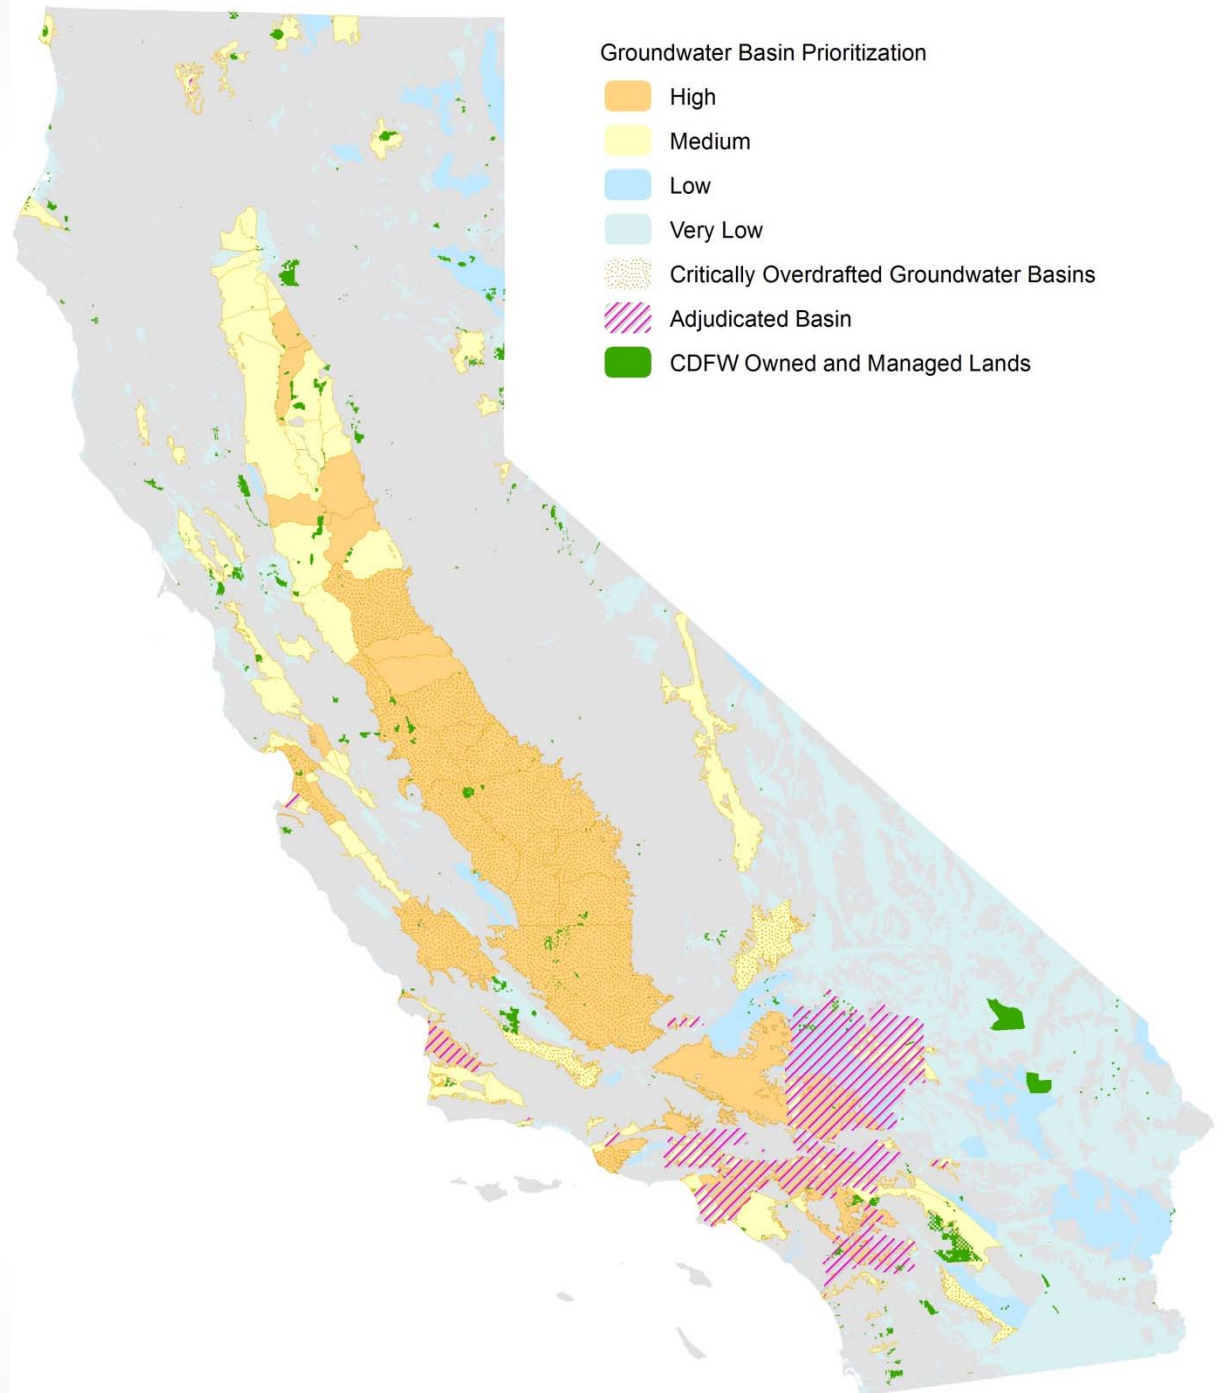 Groundwater Basin Prioritization
High
Medium
Low
Very Low
Critically Overdrafted Groundwater Basins
Adjudicated Basin
CDFW Owned and Managed Lands